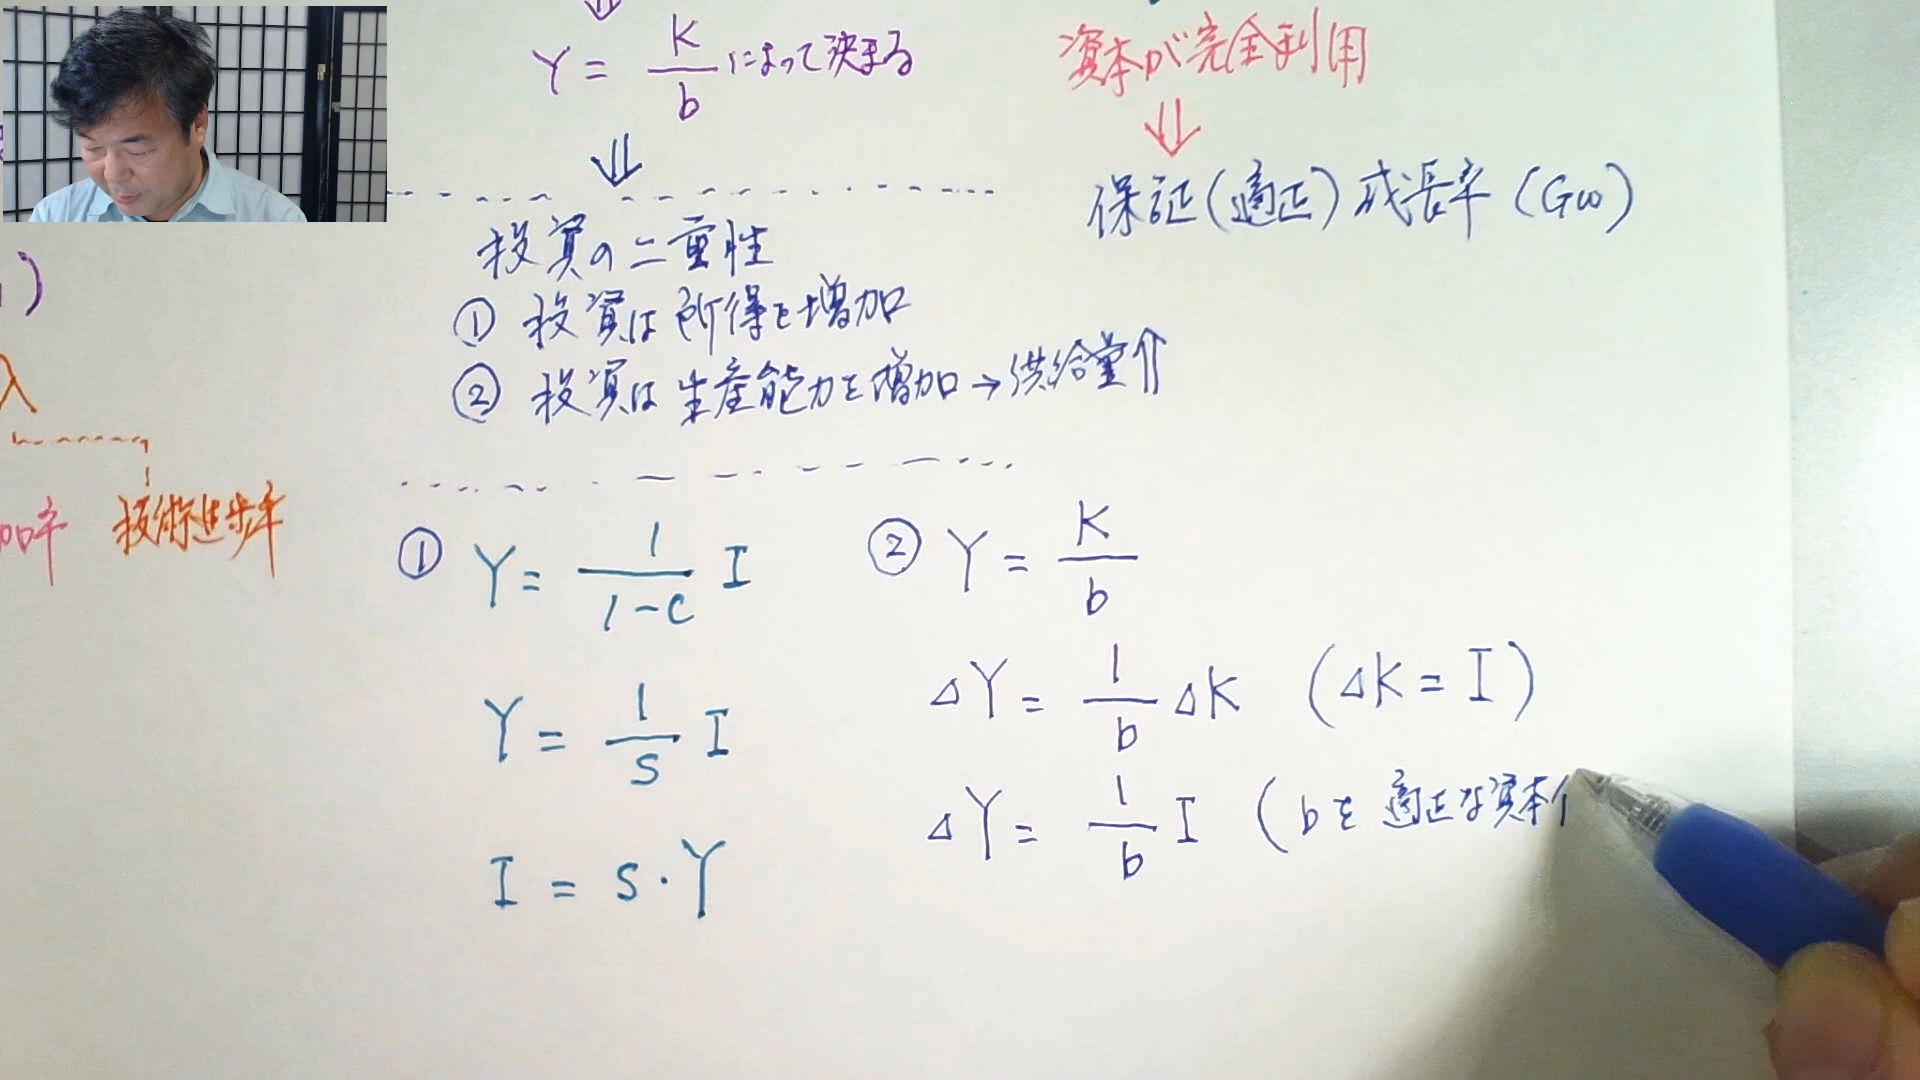 Y = K/b によって決まる
資本が完全利用
⇓
⇓
保証(適正)成長率(Gw)
投資の二重性
① 投資は所得を増加
② 投資は生産能力を増加→供給量⇑
入
加率 技術進歩率
① Y = 1/(1-c) I
Y = 1/s I
I = s・Y
② Y = K/b
ΔY = 1/b ΔK (ΔK = I)
ΔY = 1/b I (bを適正な資本